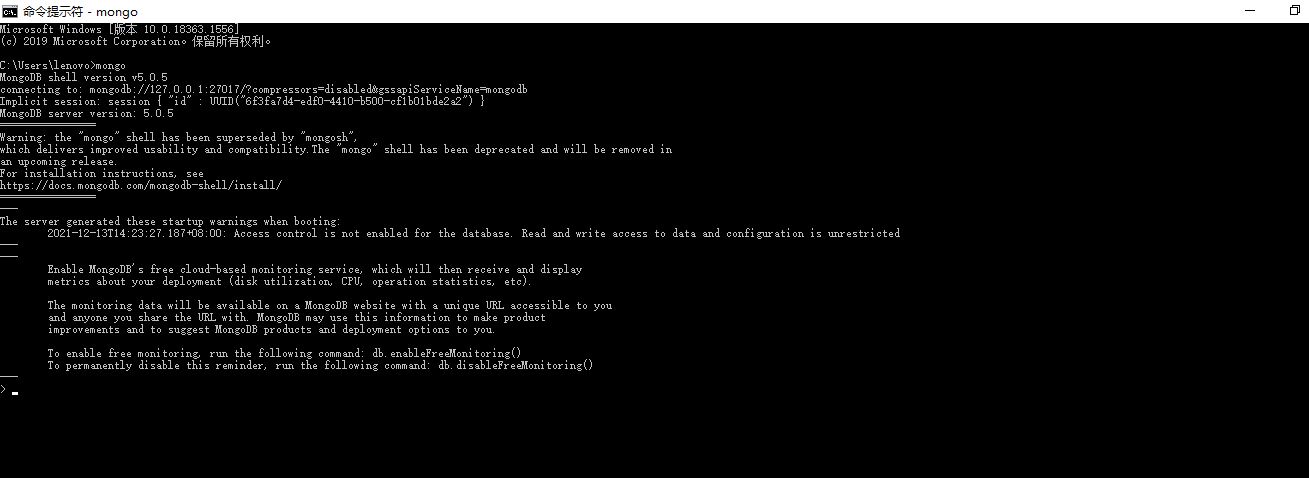 命令提示符 - mongo
Microsoft Windows [版本 10.0.18363.1556]
(c) 2019 Microsoft Corporation。保留所有权利。
C:\Users\lenovo>mongo
MongoDB shell version v5.0.5
connecting to: mongodb://127.0.0.1:27017/?compressors=disabled&gssapiServiceName=mongodb
Implicit session: session { "id" : UUID("6f3fa7d4-edf0-4410-b500-cf1b01bde2a2") }
MongoDB server version: 5.0.5
================
Warning: the "mongo" shell has been superseded by "mongosh",
which delivers improved usability and compatibility.The "mongo" shell has been deprecated and will be removed in
an upcoming release.
For installation instructions, see
https://docs.mongodb.com/mongodb-shell/install/
================
---
The server generated these startup warnings when booting:
2021-12-13T14:23:27.187+08:00: Access control is not enabled for the database. Read and write access to data and configuration is unrestricted
---
---
Enable MongoDB's free cloud-based monitoring service, which will then receive and display
metrics about your deployment (disk utilization, CPU, operation statistics, etc).
The monitoring data will be available on a MongoDB website with a unique URL accessible to you
and anyone you share the URL with. MongoDB may use this information to make product
improvements and to suggest MongoDB products and deployment options to you.
To enable free monitoring, run the following command: db.enableFreeMonitoring()
To permanently disable this reminder, run the following command: db.disableFreeMonitoring()
---
>